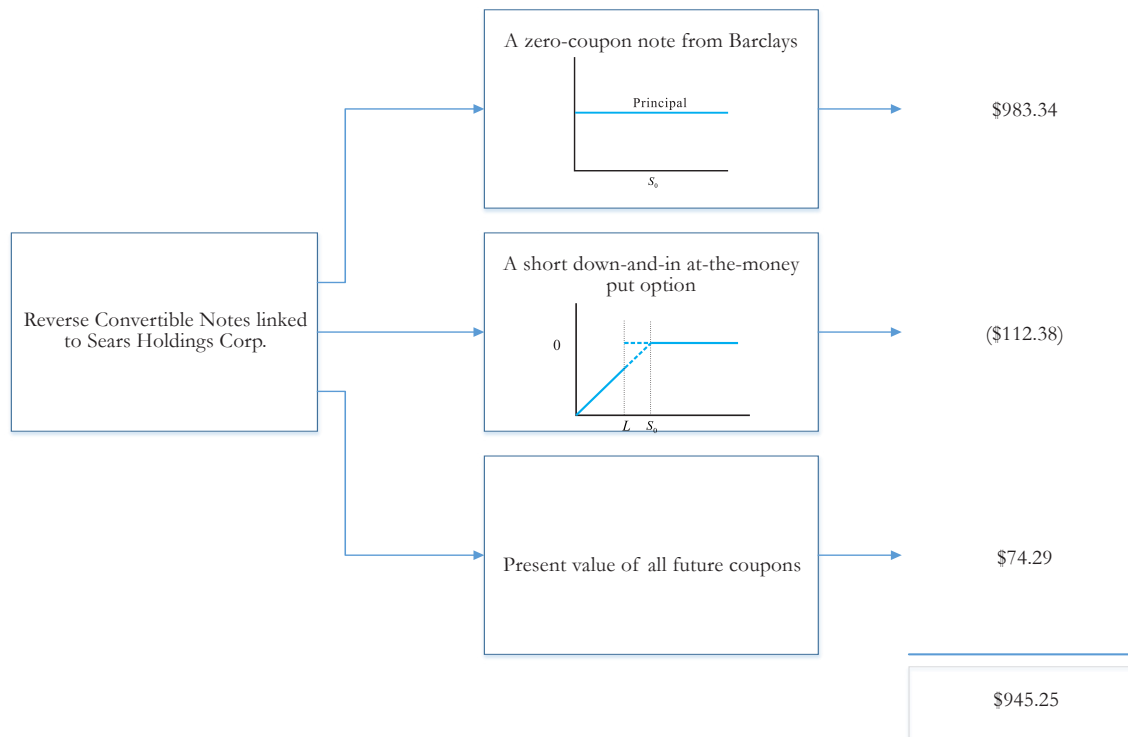 A zero-coupon note from Barclays
Principal
S₀
$983.34
Reverse Convertible Notes linked
to Sears Holdings Corp.
A short down-and-in at-the-money
put option
0
L S₀
($112.38)
Present value of all future coupons
$74.29
$945.25